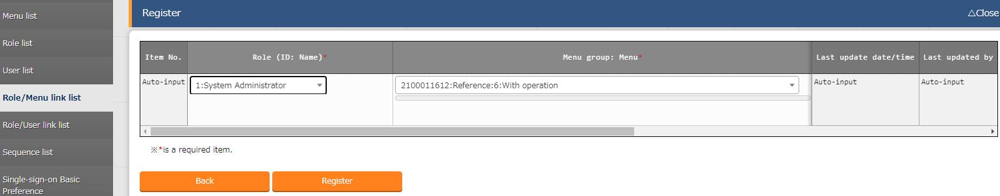 Menu list
Role list
User list
Role/Menu link list
Role/User link list
Sequence list
Single-sign-on Basic
Preference
Register
△Close
Item No. Role (ID: Name)* Menu group: Menu* Last update date/time Last updated by
Auto-input 1:System Administrator 2100011612:Reference:6:With operation Auto-input Auto-input
※*is a required item.
Back Register